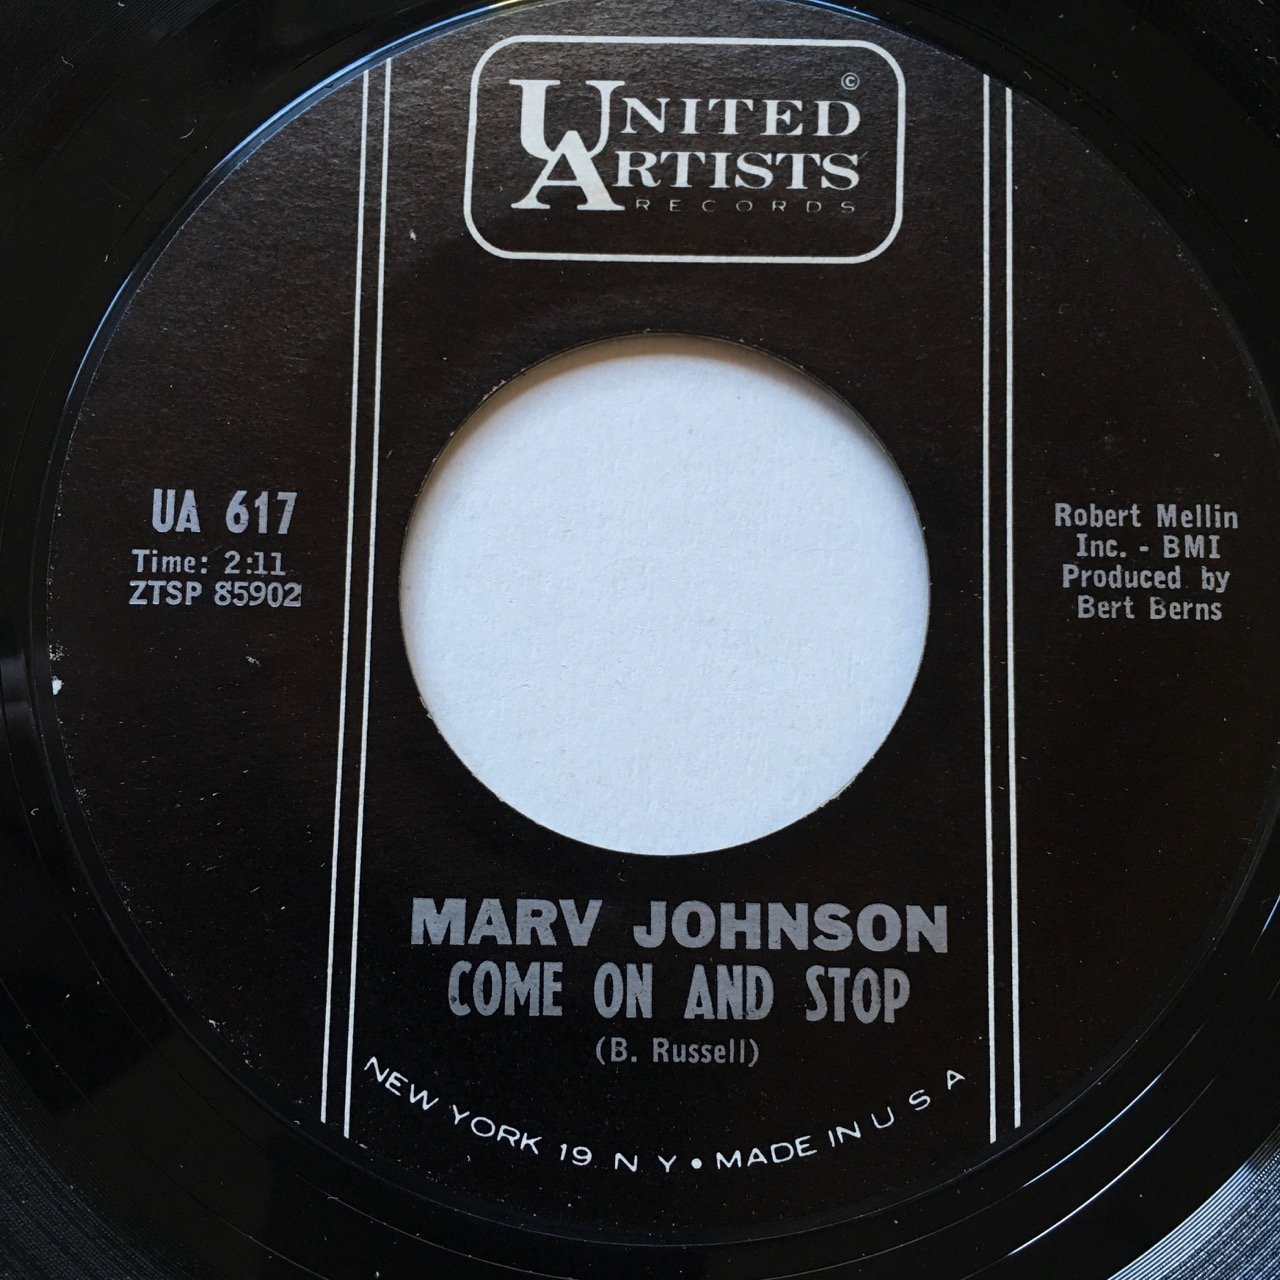 ©
UNITED
ARTISTS
RECORDS
UA 617
Time: 2:11
ZTSP 85902
Robert Mellin
Inc. - BMI
Produced by
Bert Berns
MARV JOHNSON
COME ON AND STOP
(B. Russell)
NEW YORK 19 N Y • MADE IN U S A